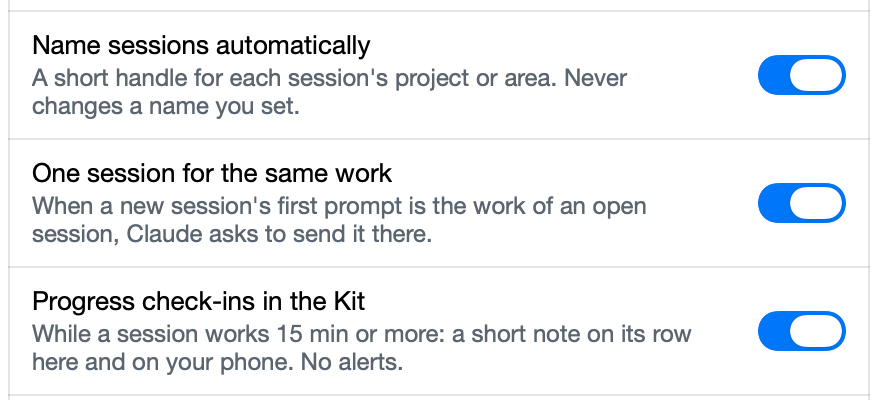 Name sessions automatically
A short handle for each session's project or area. Never
changes a name you set.
One session for the same work
When a new session's first prompt is the work of an open
session, Claude asks to send it there.
Progress check-ins in the Kit
While a session works 15 min or more: a short note on its row
here and on your phone. No alerts.